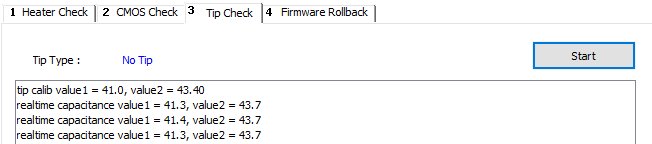 1 Heater Check 2 CMOS Check 3 Tip Check 4 Firmware Rollback
Tip Type : No Tip Start
tip calib value1 = 41.0, value2 = 43.40
realtime capacitance value1 = 41.3, value2 = 43.7
realtime capacitance value1 = 41.4, value2 = 43.7
realtime capacitance value1 = 41.3, value2 = 43.7